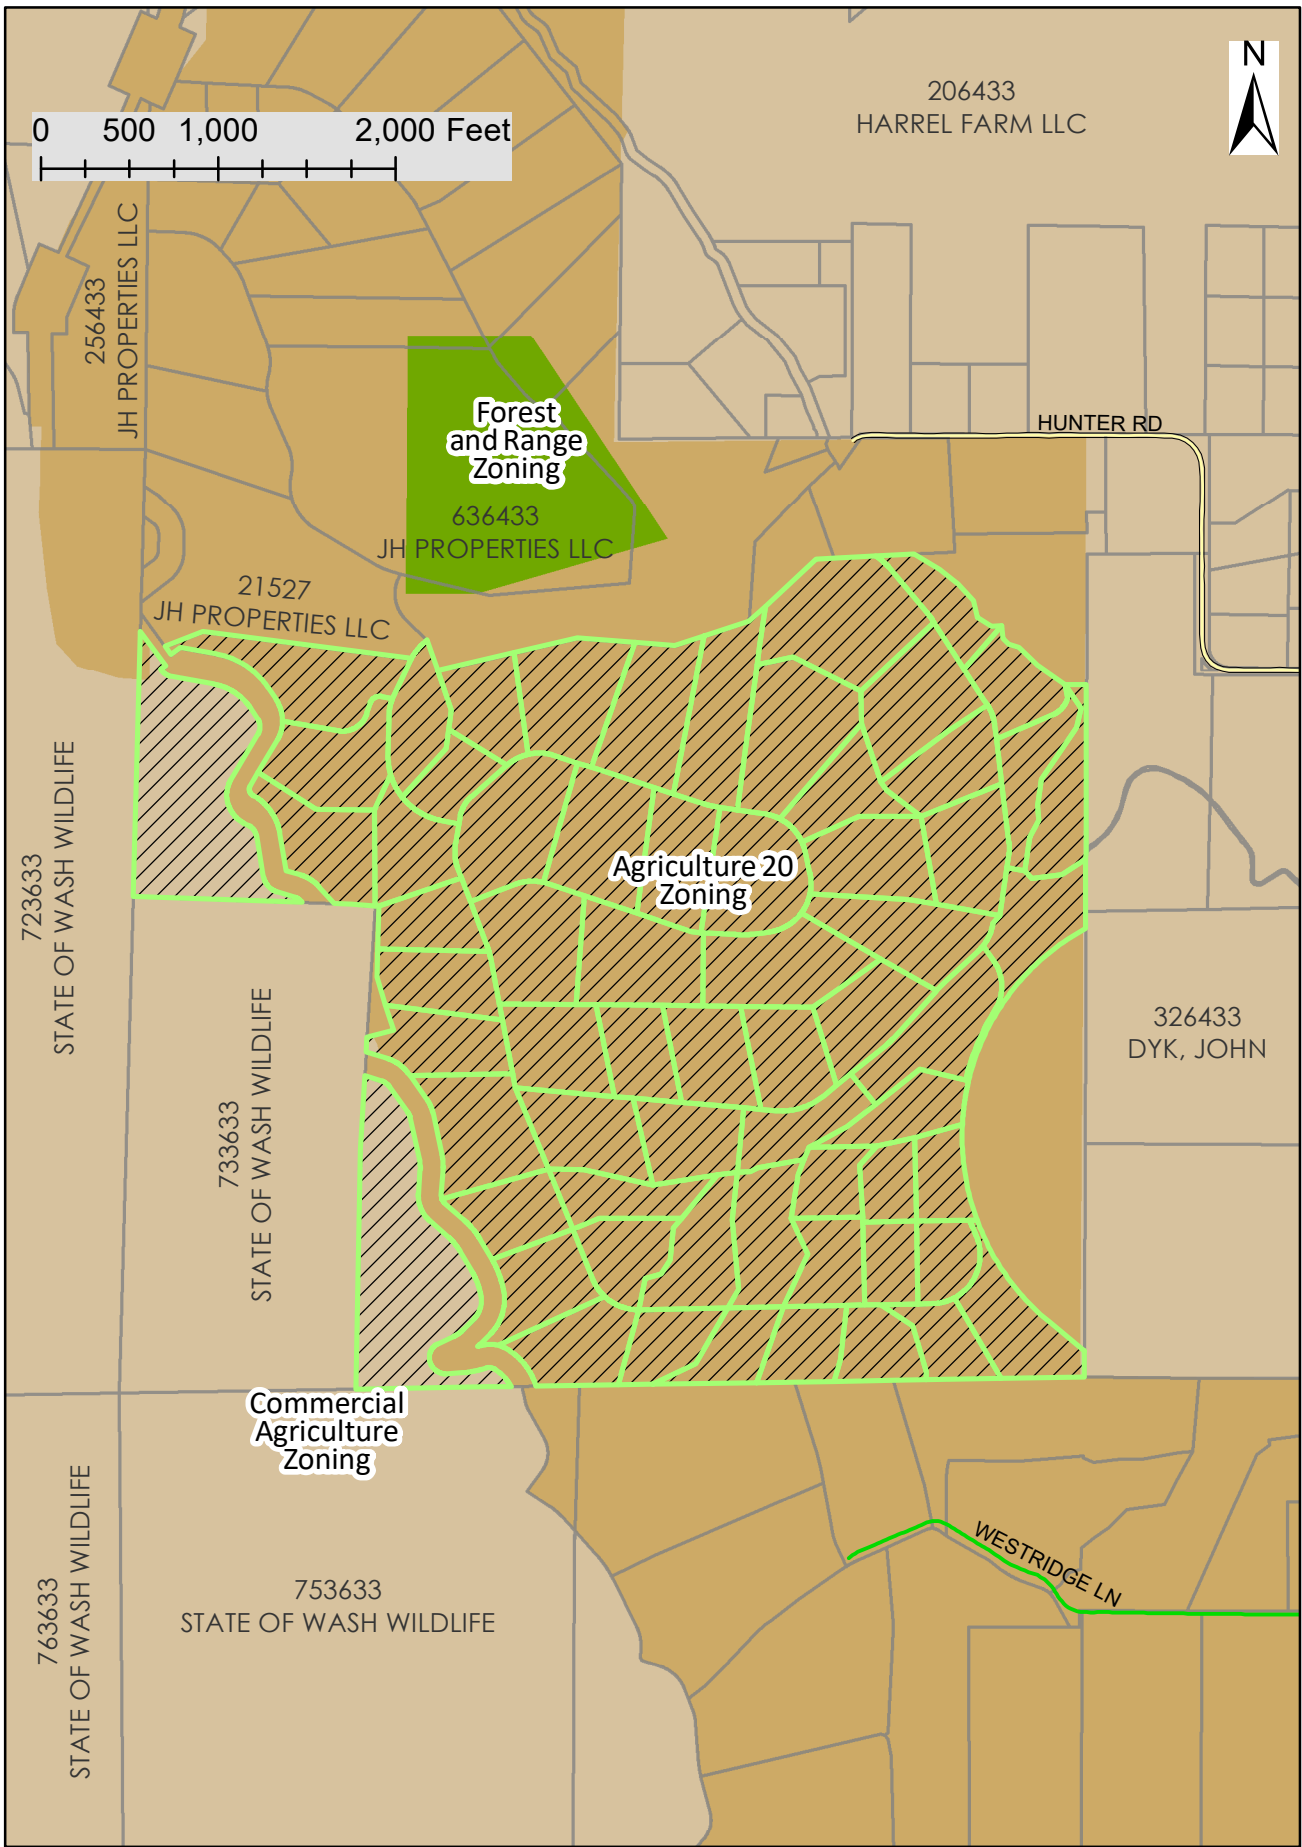 N
206433
HARREL FARM LLC
0 500 1,000 2,000 Feet
256433
JH PROPERTIES LLC
HUNTER RD
Forest
and Range
Zoning
636433
JH PROPERTIES LLC
21527
JH PROPERTIES LLC
723633
STATE OF WASH WILDLIFE
Agriculture 20
Zoning
733633
STATE OF WASH WILDLIFE
326433
DYK, JOHN
Commercial
Agriculture
Zoning
763633
STATE OF WASH WILDLIFE
753633
STATE OF WASH WILDLIFE
WESTRIDGE LN